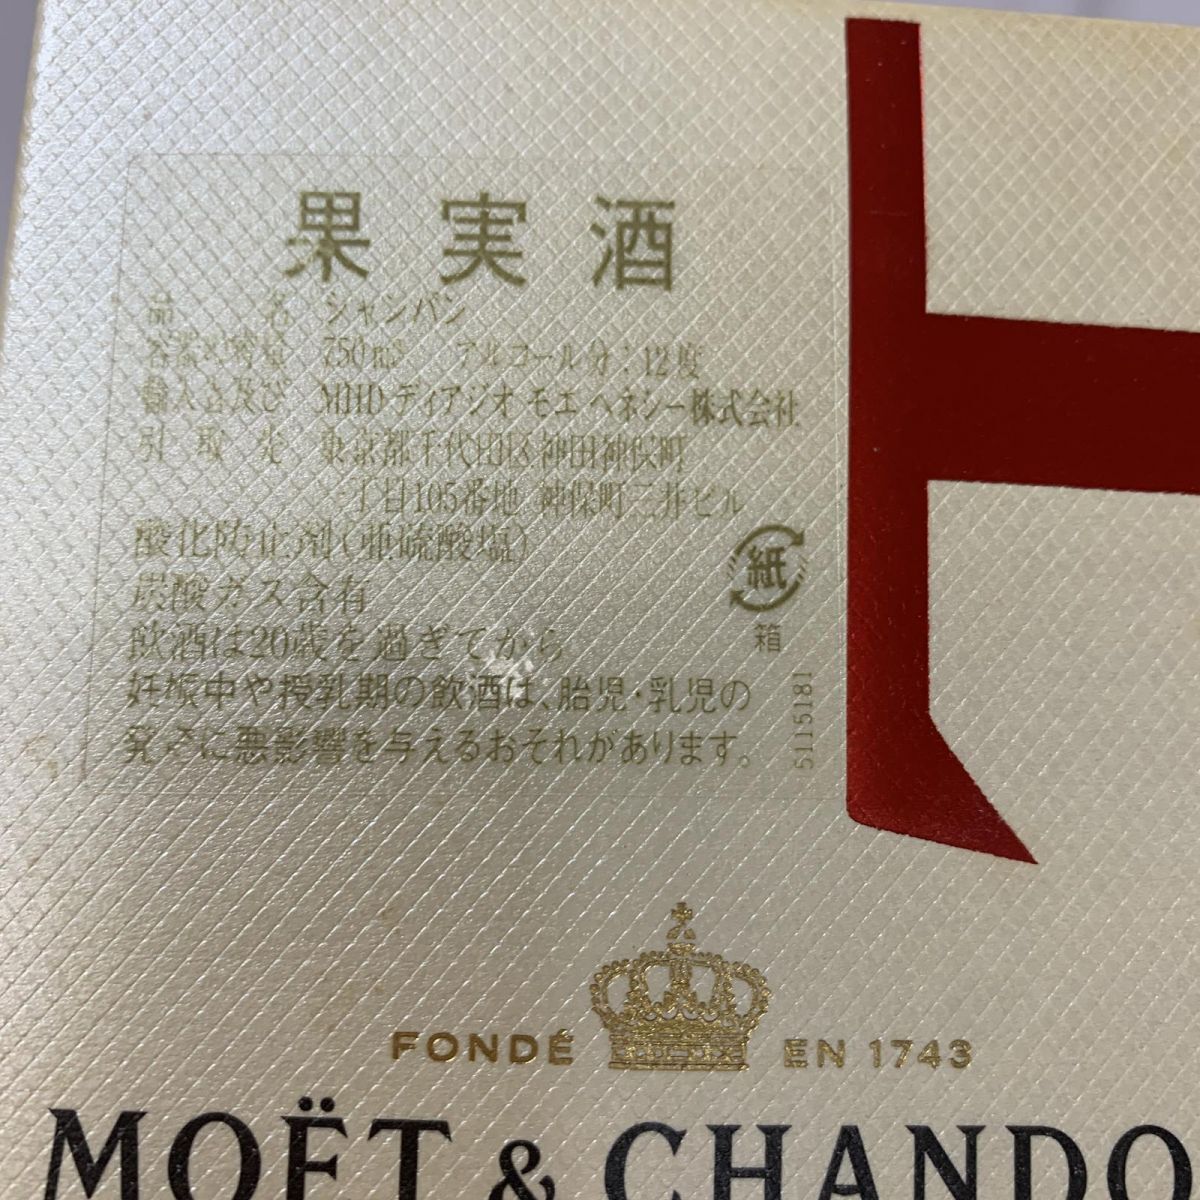 果実酒
品名 シャンパン
容器の容量 750ml アルコール分:12度
輸入者及び MHD ディアジオ モエ ヘネシー株式会社
引取先 東京都千代田区神田神保町
一丁目105番地 神保町三井ビル
酸化防止剤(亜硫酸塩)
炭酸ガス含有
飲酒は20歳を過ぎてから
妊娠中や授乳期の飲酒は、胎児・乳児の
発育に悪影響を与えるおそれがあります。
紙
箱
5115181
FONDÉ EN 1743
MOËT & CHANDO